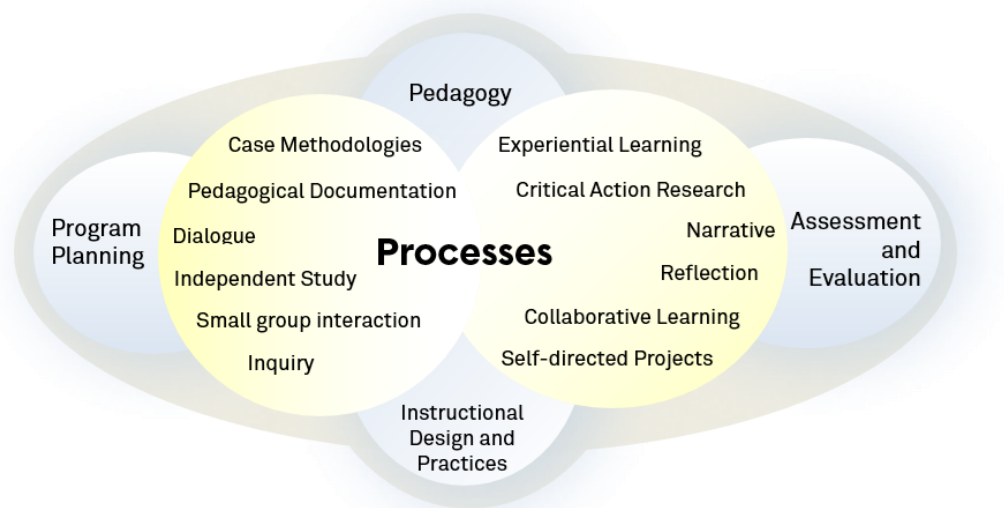 Pedagogy
Case Methodologies
Pedagogical Documentation
Dialogue
Independent Study
Small group interaction
Inquiry
Processes
Experiential Learning
Critical Action Research
Narrative
Reflection
Collaborative Learning
Self-directed Projects
Program
Planning
Assessment
and
Evaluation
Instructional
Design and
Practices